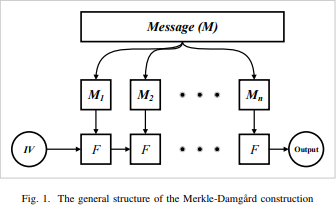 Message (M)
M1 M2 • • • Mn
IV F F • • • F Output
Fig. 1. The general structure of the Merkle-Damgård construction